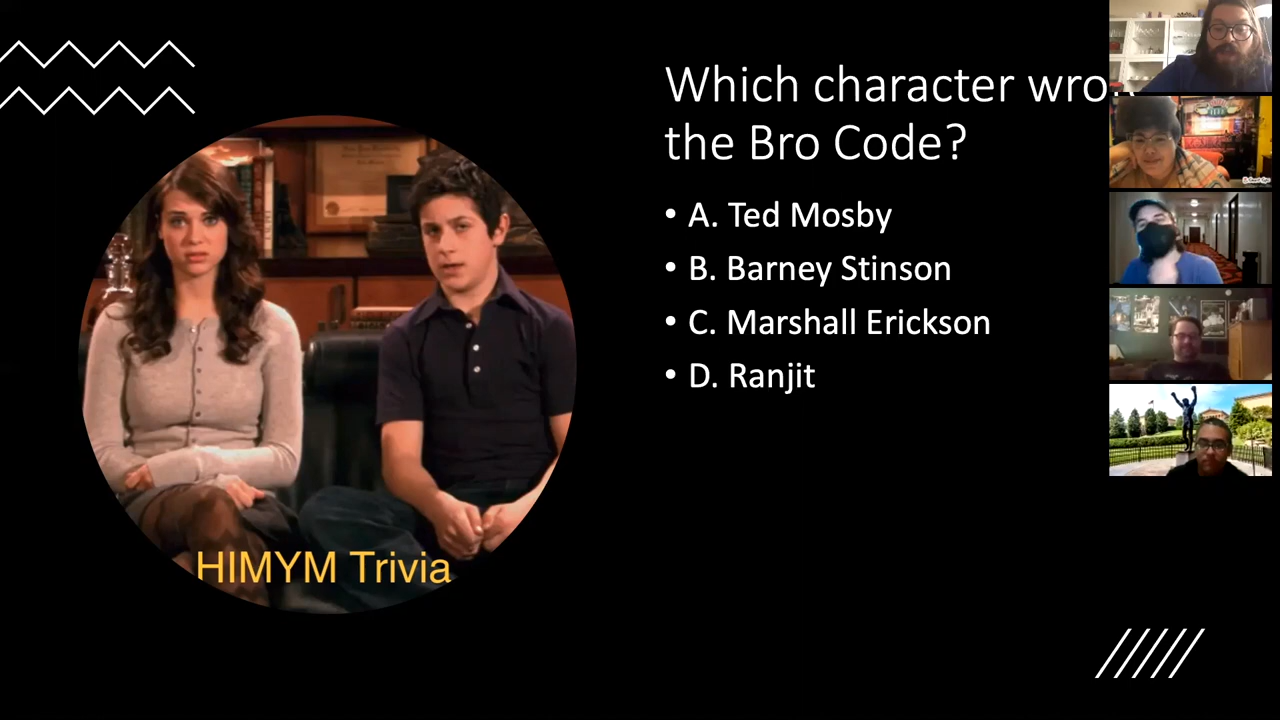 Which character wro
the Bro Code?
• A. Ted Mosby
• B. Barney Stinson
• C. Marshall Erickson
• D. Ranjit
HIMYM Trivia